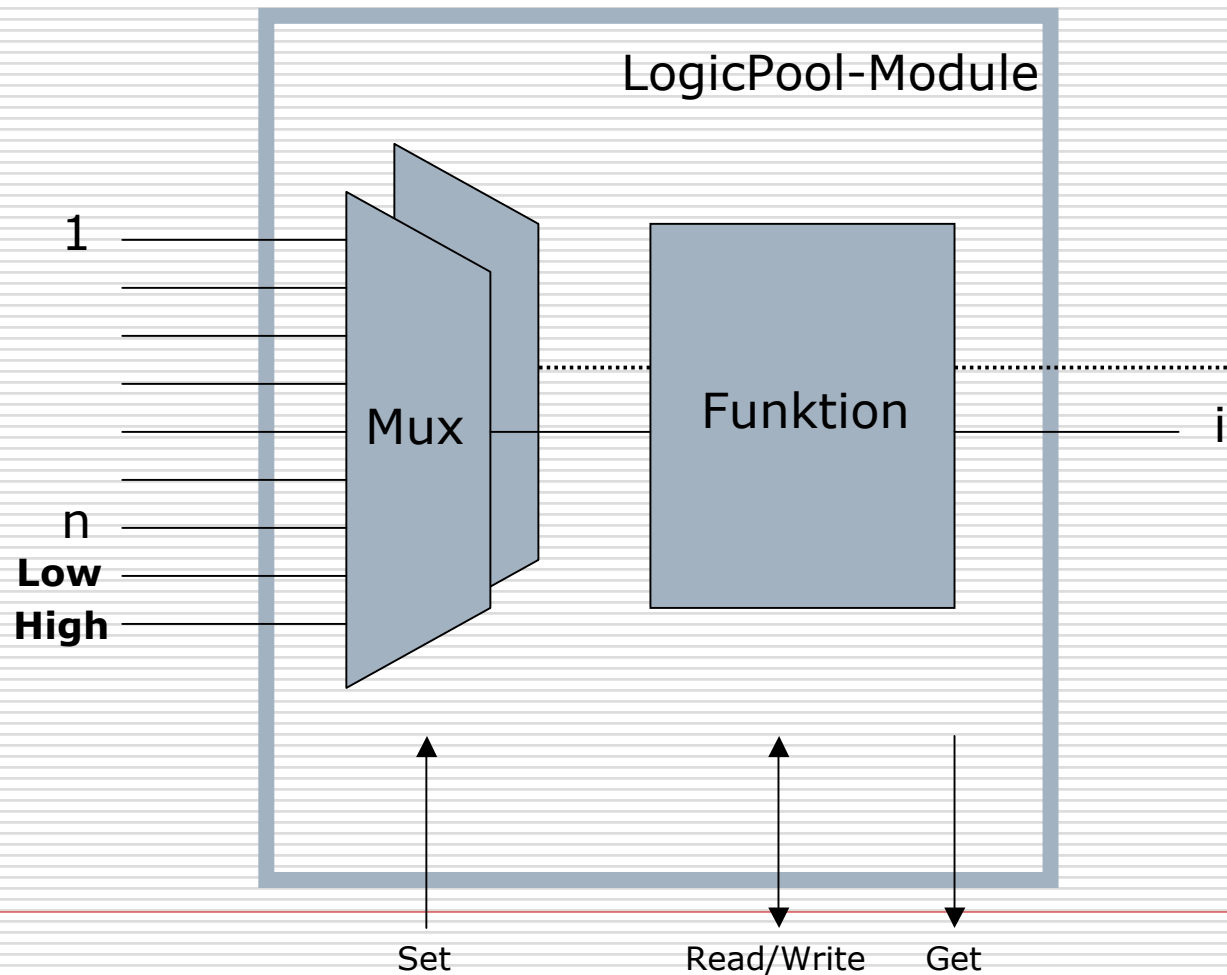 LogicPool-Module
1
Mux
Funktion
i
n
Low
High
Set
Read/Write
Get